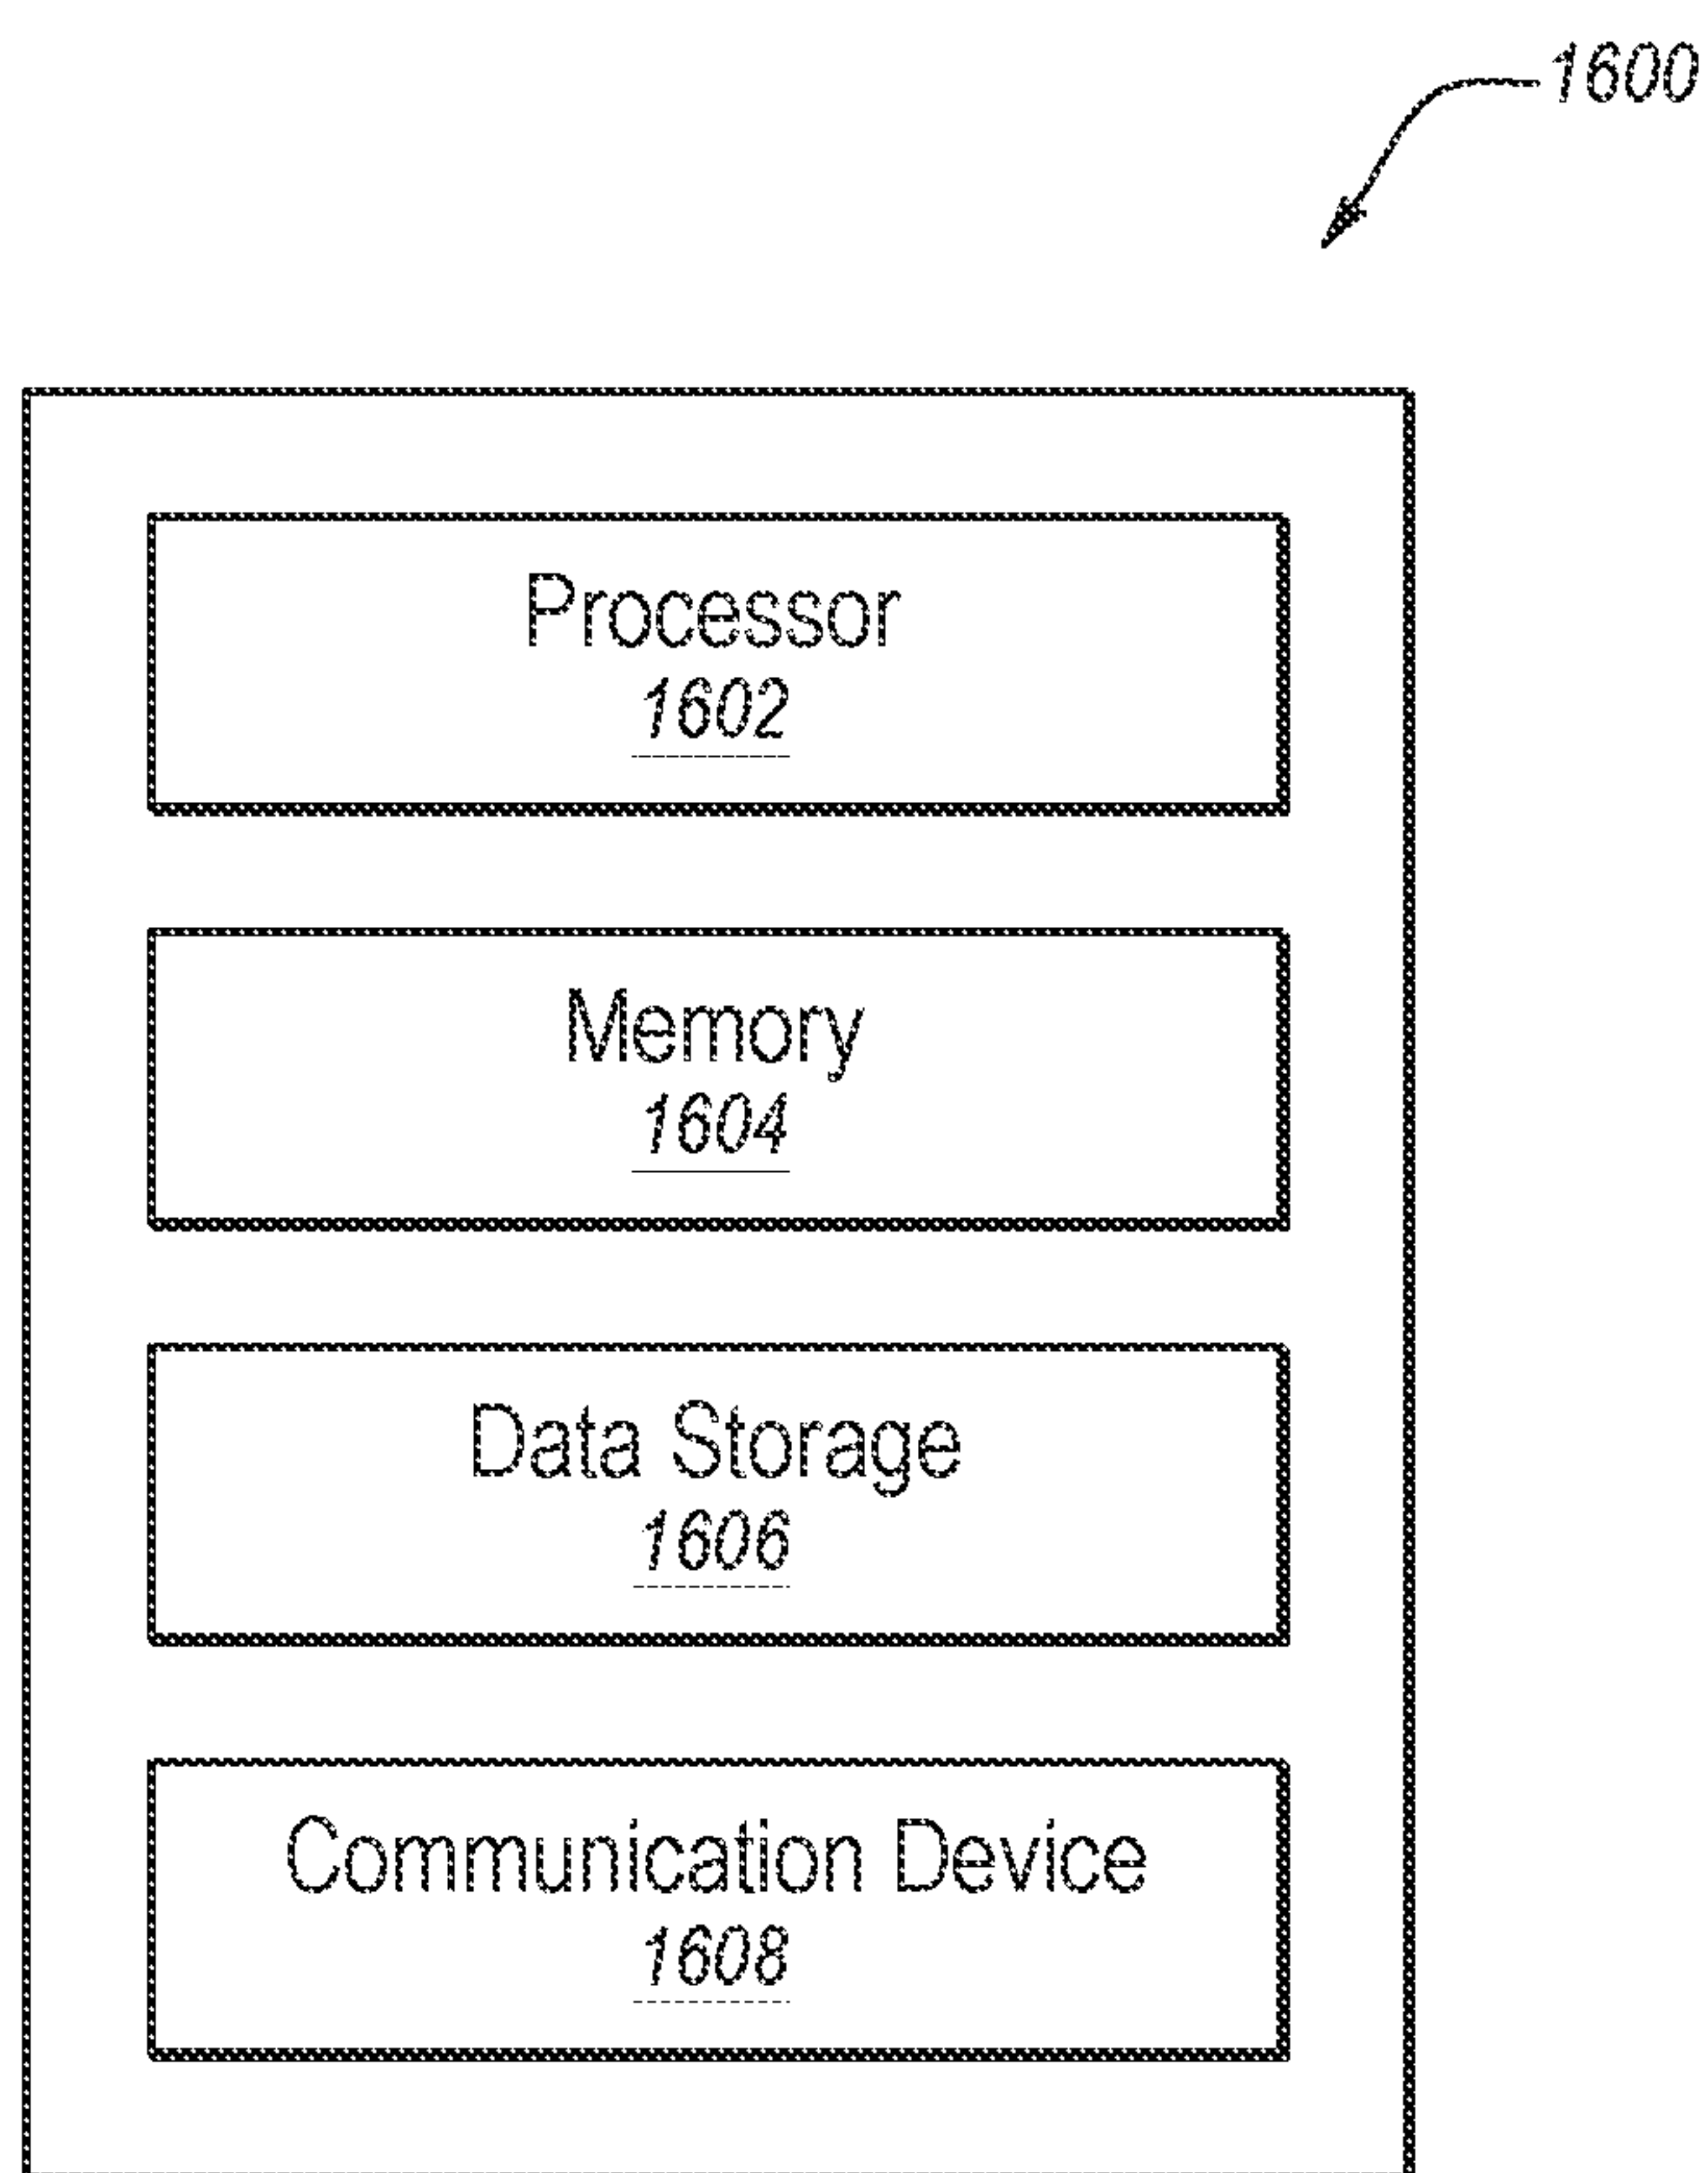 1600
Processor
1602
Memory
1604
Data Storage
1606
Communication Device
1608